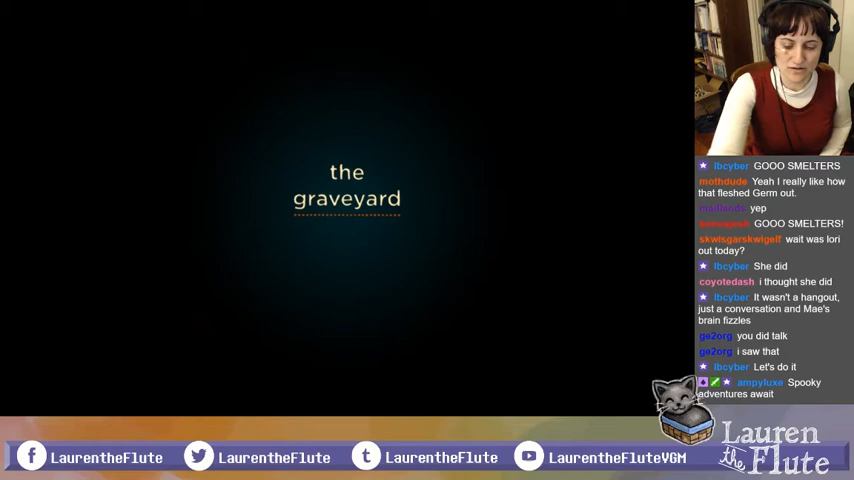 the
graveyard
lbcyber GOOO SMELTERS
mothdude Yeah I really like how
that fleshed Germ out.
yep
GOOO SMELTERS!
skwisgarskwigelf wait was lori
out today?
lbcyber She did
coyotedash i thought she did
lbcyber It wasn't a hangout,
just a conversation and Mae's
brain fizzles
ge2org you did talk
ge2org i saw that
lbcyber Let's do it
ampyluxe Spooky
adventures await
Lauren
the Flute
LaurentheFlute
LaurentheFlute
LaurentheFlute
LaurentheFluteVGM